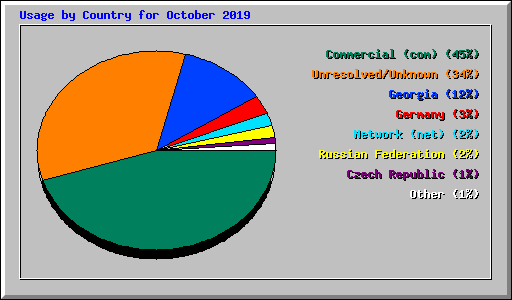 Usage by Country for October 2019
Commercial (com) (45%)
Unresolved/Unknown (34%)
Georgia (12%)
Germany (3%)
Network (net) (2%)
Russian Federation (2%)
Czech Republic (1%)
Other (1%)